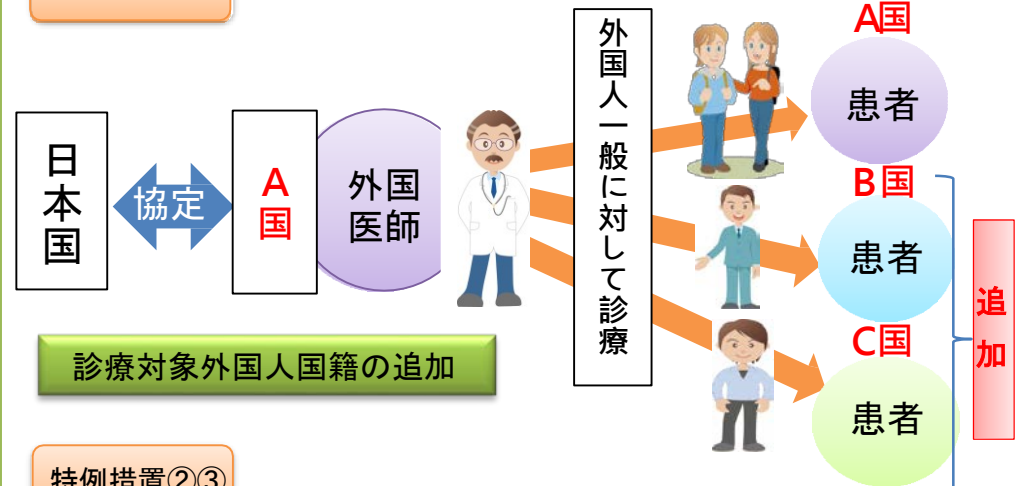 日本国
協定
A国
外国
医師
外国人一般に対して診療
A国
患者
B国
患者
C国
患者
追加
診療対象外国人国籍の追加
特例措置②③